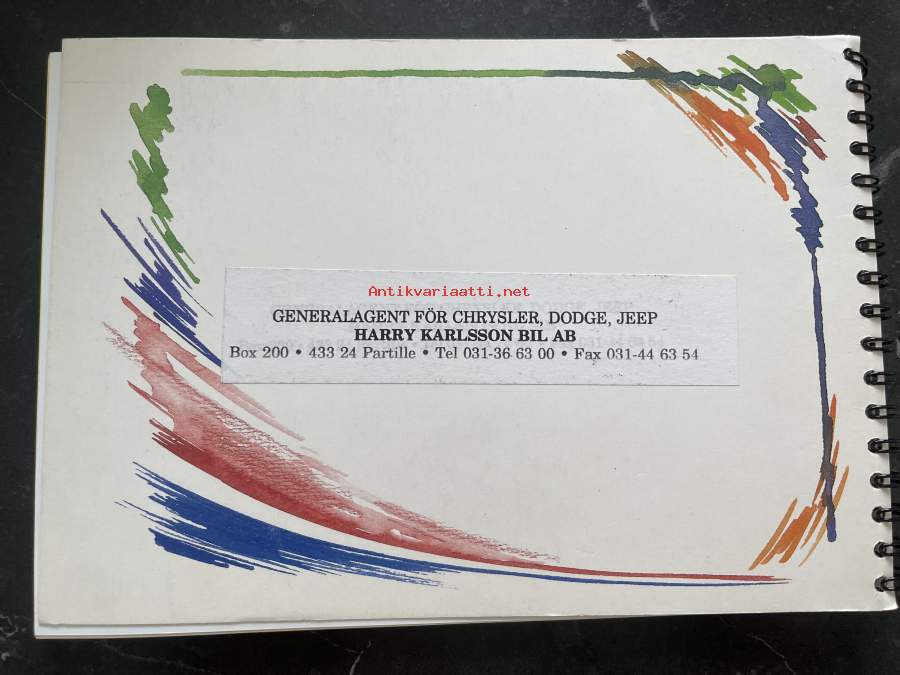 Antikvariaatti.net
GENERALAGENT FÖR CHRYSLER, DODGE, JEEP
HARRY KARLSSON BIL AB
Box 200 • 433 24 Partille • Tel 031-36 63 00 • Fax 031-44 63 54